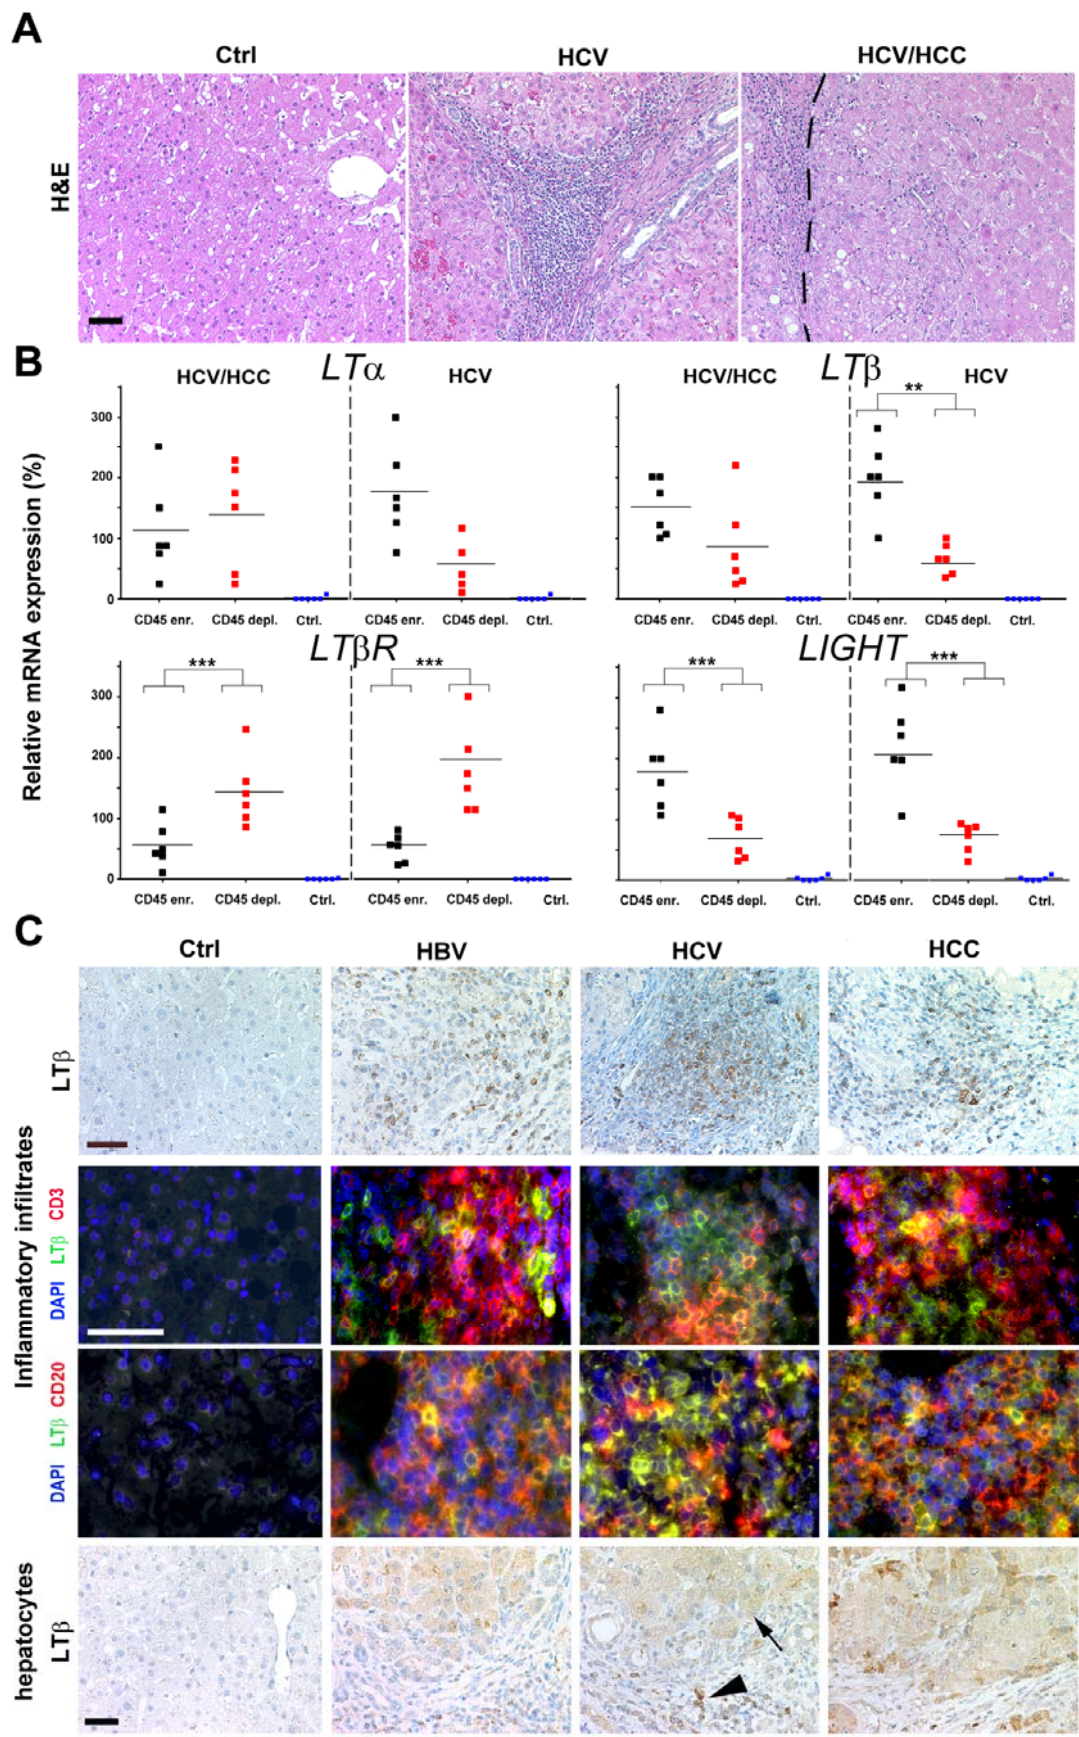 A
Ctrl HCV HCV/HCC
H&E
B
HCV/HCC LTα HCV
HCV/HCC LTβ HCV
**
Relative mRNA expression (%)
300
200
100
0
CD45 enr. CD45 depl. Ctrl. CD45 enr. CD45 depl. Ctrl.
CD45 enr. CD45 depl. Ctrl. CD45 enr. CD45 depl. Ctrl.
LTβR
*** ***
LIGHT
*** ***
300
200
100
0
CD45 enr. CD45 depl. Ctrl. CD45 enr. CD45 depl. Ctrl.
CD45 enr. CD45 depl. Ctrl. CD45 enr. CD45 depl. Ctrl.
C
Ctrl HBV HCV HCC
Inflammatory infiltrates
LTβ
DAPI LTβ CD3
DAPI LTβ CD20
hepatocytes
LTβ